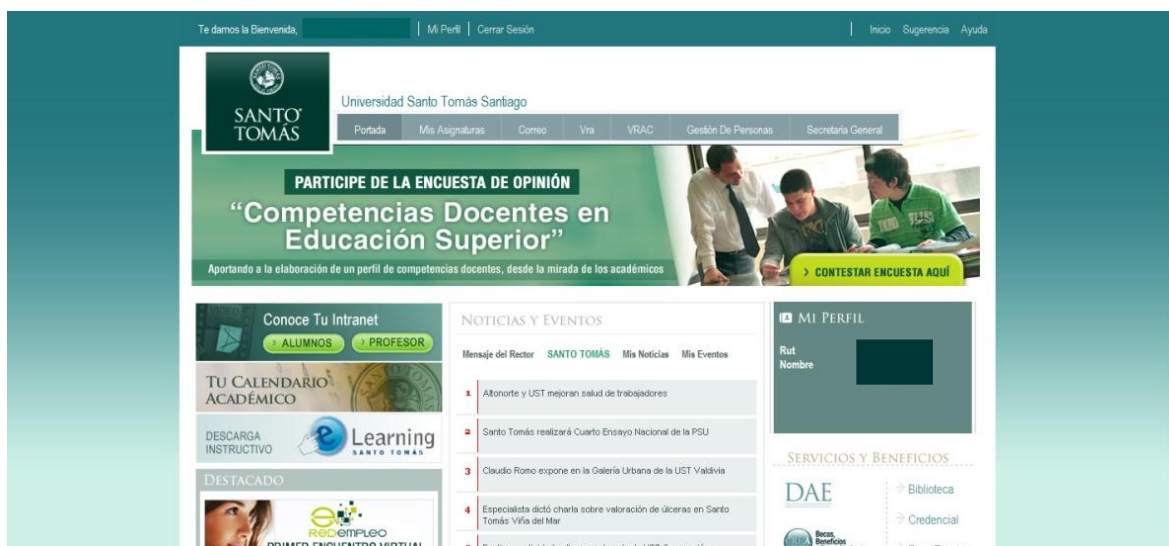 Te damos la Bienvenida,
Mi Perfil
Cerrar Sesión
Inicio
Sugerencia
Ayuda
SANTO
TOMÁS
Universidad Santo Tomás Santiago
Portada
Mis Asignaturas
Correo
Vra
VRAC
Gestión De Personas
Secretaría General
PARTICIPE DE LA ENCUESTA DE OPINIÓN
“Competencias Docentes en
Educación Superior”
Aportando a la elaboración de un perfil de competencias docentes, desde la mirada de los académicos
> CONTESTAR ENCUESTA AQUÍ
Conoce Tu Intranet
> ALUMNOS
> PROFESOR
TU CALENDARIO
ACADÉMICO
DESCARGA
INSTRUCTIVO
e Learning
SANTO TOMÁS
DESTACADO
REDEMPLEO
PRIMER ENCUENTRO VIRTUAL
NOTICIAS Y EVENTOS
Mensaje del Rector
SANTO TOMÁS
Mis Noticias
Mis Eventos
1 Altonorte y UST mejoran salud de trabajadores
2 Santo Tomás realizará Cuarto Ensayo Nacional de la PSU
3 Claudio Romo expone en la Galería Urbana de la UST Valdivia
4 Especialista dictó charla sobre valoración de úlceras en Santo
Tomás Viña del Mar
MI PERFIL
Rut
Nombre
SERVICIOS Y BENEFICIOS
DAE
Biblioteca
Credencial
Becas,
Beneficios